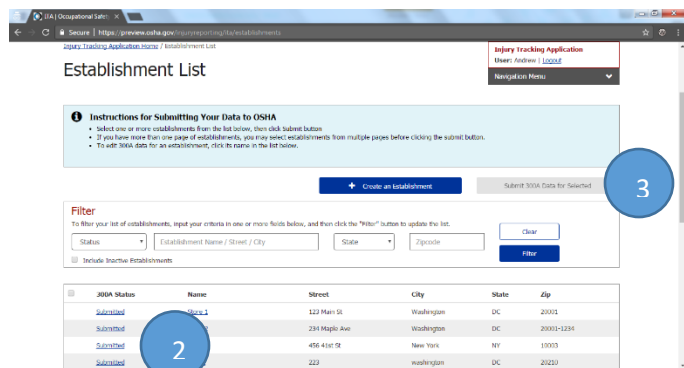 ITA | Occupational Safety
Secure | https://preview.osha.gov/injuryreporting/ita/establishments
Injury Tracking Application Home / Establishment List
Establishment List
Injury Tracking Application
User: Andrew | Logout
Navigation Menu
Instructions for Submitting Your Data to OSHA
• Select one or more establishments from the list below, then click Submit button
• If you have more than one page of establishments, you may select establishments from multiple pages before clicking the submit button.
• To edit 300A data for an establishment, click its name in the list below.
+ Create an Establishment
Submit 300A Data for Selected
3
Filter
To filter your list of establishments, input your criteria in one or more fields below, and then click the "Filter" button to update the list.
Status
Establishment Name / Street / City
State
Zipcode
Clear
Filter
Include Inactive Establishments
300A Status Name Street City State Zip
Submitted Store 1 123 Main St Washington DC 20001
Submitted 234 Maple Ave Washington DC 20001-1234
Submitted 456 41st St New York NY 10003
Submitted 223 washington DC 20210
2